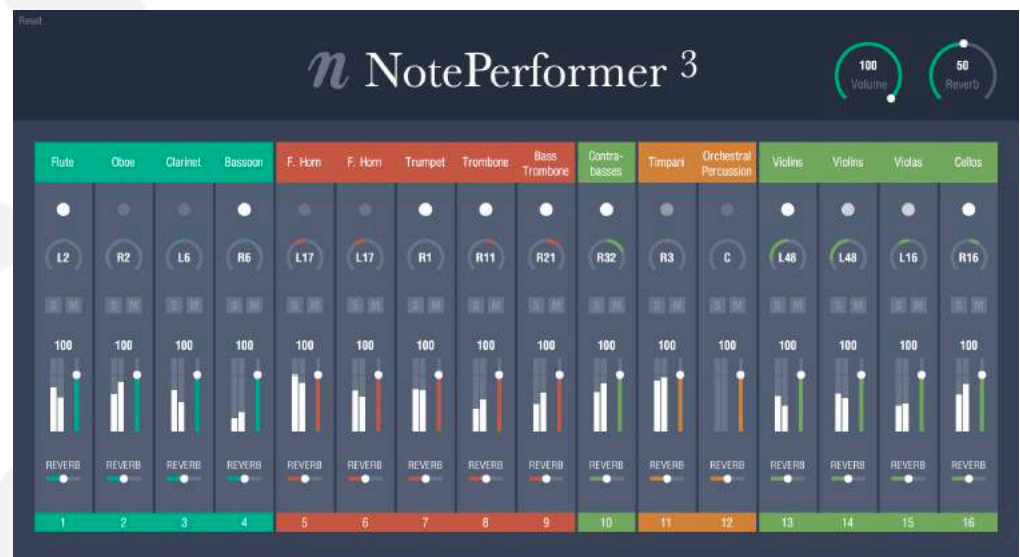 Reset
n NotePerformer 3
100
Volume
50
Reverb
Flute Oboe Clarinet Bassoon F. Horn F. Horn Trumpet Trombone Bass Trombone Contra-basses Timpani Orchestral Percussion Violins Violins Violas Cellos
L2 R2 L6 R6 L17 L17 R1 R11 R21 R32 R3 C L48 L48 L16 R16
S M S M S M S M S M S M S M S M S M S M S M S M S M S M S M S M
100 100 100 100 100 100 100 100 100 100 100 100 100 100 100 100
REVERB REVERB REVERB REVERB REVERB REVERB REVERB REVERB REVERB REVERB REVERB REVERB REVERB REVERB REVERB REVERB
1 2 3 4 5 6 7 8 9 10 11 12 13 14 15 16